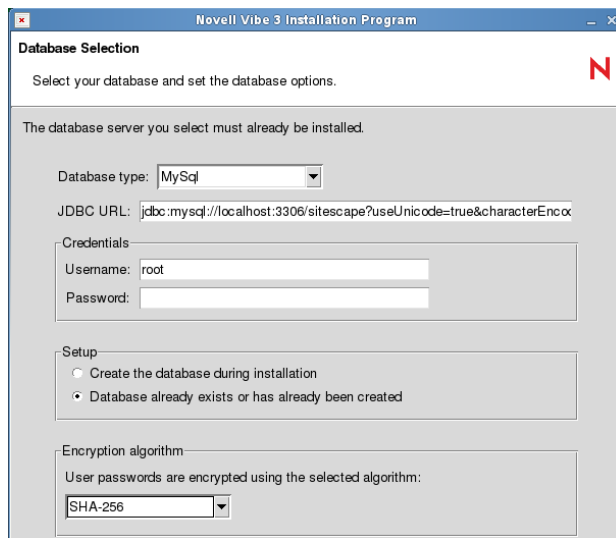 Novell Vibe 3 Installation Program
Database Selection
Select your database and set the database options.
N
The database server you select must already be installed.
Database type: MySql
JDBC URL: jdbc:mysql://localhost:3306/sitescape?useUnicode=true&characterEncod
Credentials
Username: root
Password:
Setup
Create the database during installation
Database already exists or has already been created
Encryption algorithm
User passwords are encrypted using the selected algorithm:
SHA-256